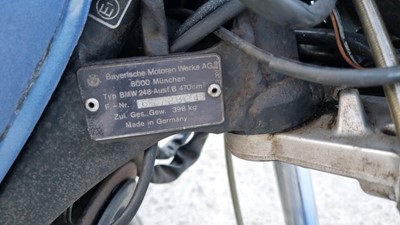 Bayerische Motoren Werke AG
8000 München
Typ BMW 248-Ausf. B 470cm³
F.-Nr.
Zul. Ges.-Gew. 398 kg
Made in Germany
E